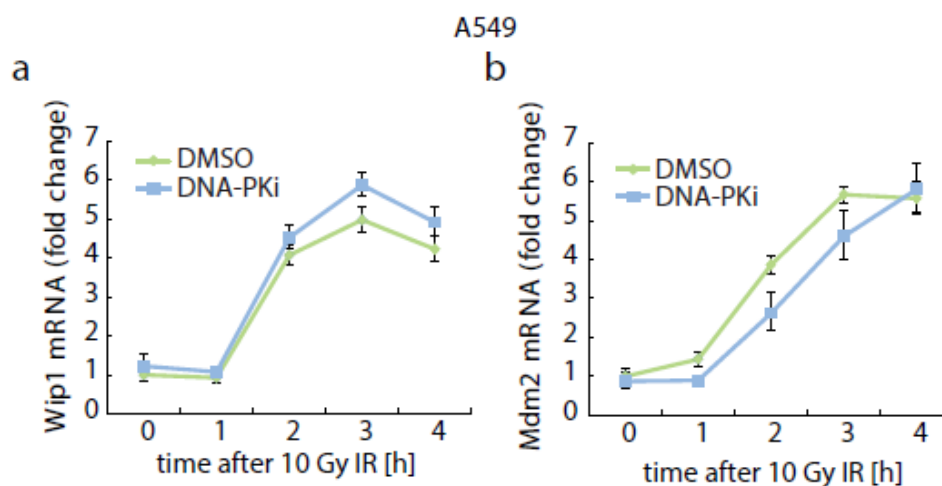 A549
a
Wip1 mRNA (fold change)
7
6
5
4
3
2
1
0
DMSO
DNA-PKi
0 1 2 3 4
time after 10 Gy IR [h]
b
Mdm2 mRNA (fold change)
7
6
5
4
3
2
1
0
DMSO
DNA-PKi
0 1 2 3 4
time after 10 Gy IR [h]